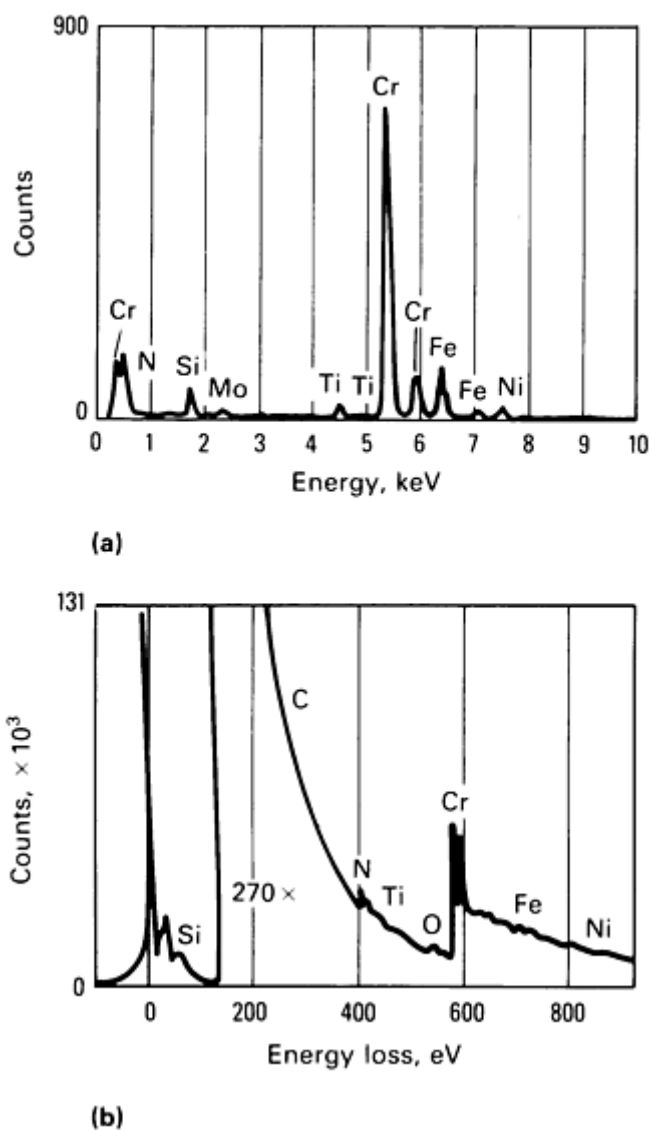 900
Cr
Counts
Cr
Cr
N
Si
Mo
Ti
Ti
Fe
Fe
Ni
0
0 1 2 3 4 5 6 7 8 9 10
Energy, keV
(a)
131
C
Counts, × 10³
Cr
270 ×
N
Ti
Si
O
Fe
Ni
0
0 200 400 600 800
Energy loss, eV
(b)